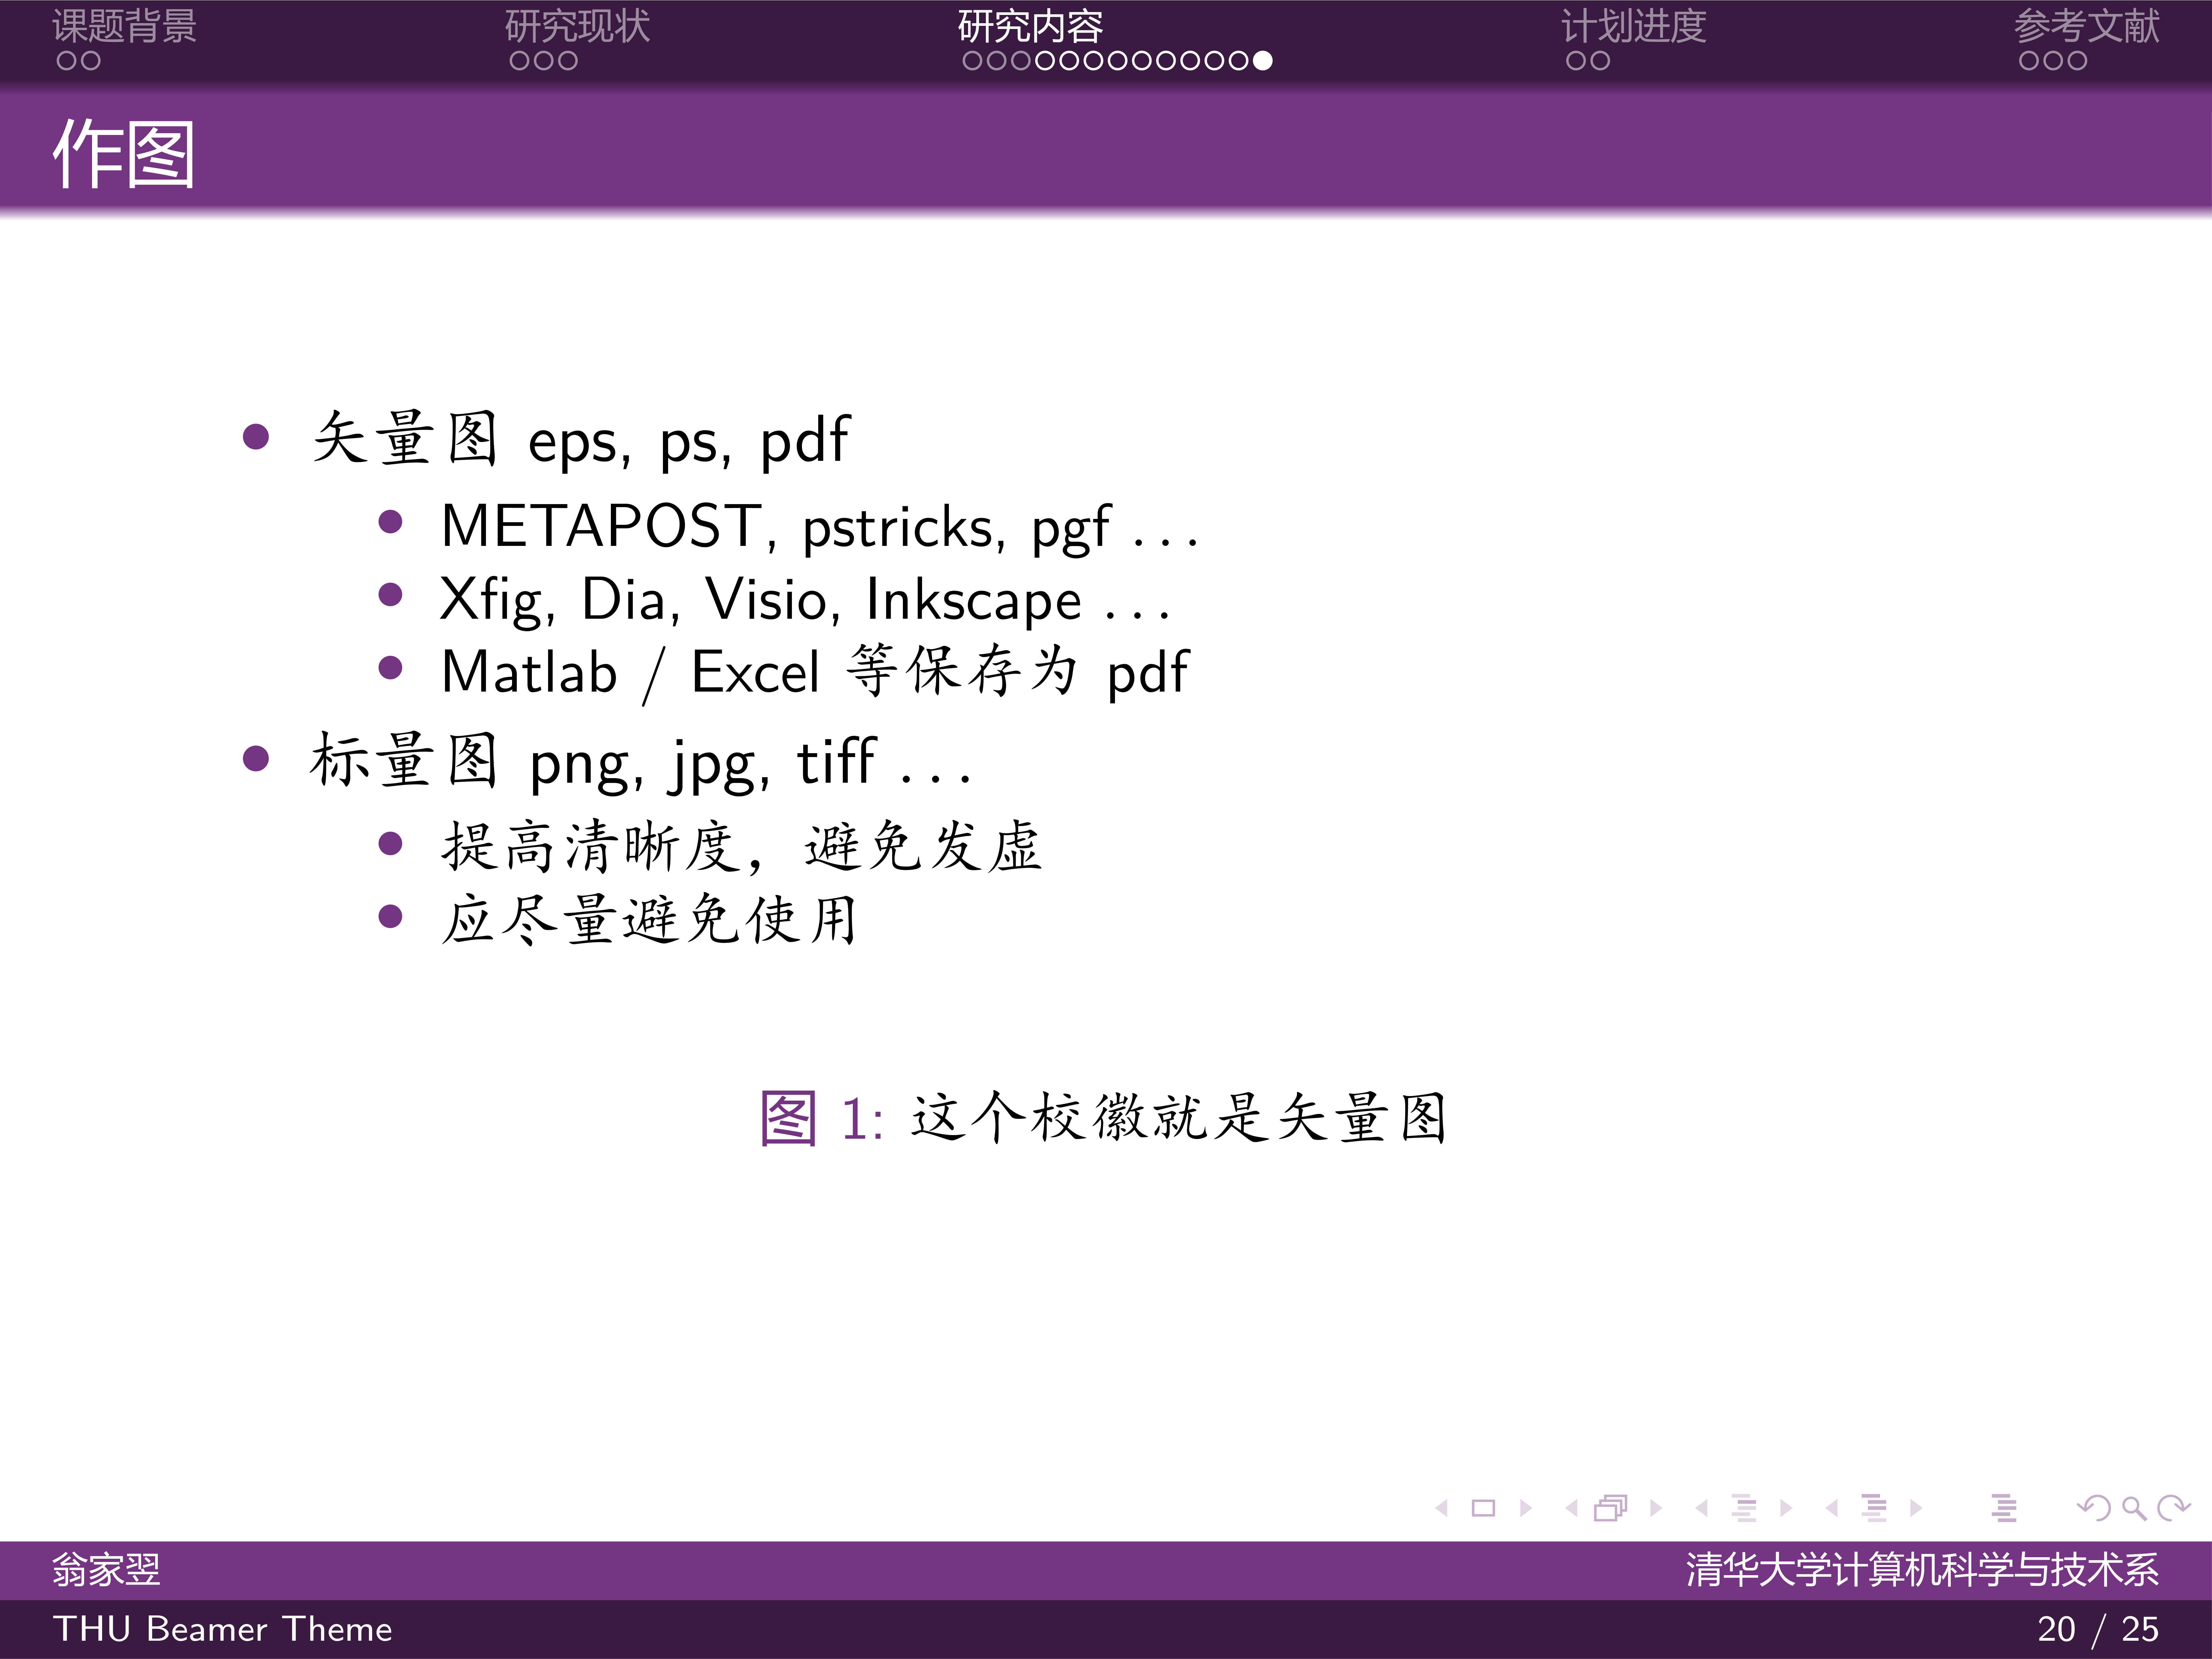 课题背景 研究现状 研究内容 计划进度 参考文献
作图
矢量图 eps, ps, pdf
METAPOST, pstricks, pgf . . .
Xfig, Dia, Visio, Inkscape . . .
Matlab / Excel 等保存为 pdf
标量图 png, jpg, tiff . . .
提高清晰度，避免发虚
应尽量避免使用
图 1: 这个校徽就是矢量图
翁家翌 清华大学计算机科学与技术系
THU Beamer Theme 20 / 25